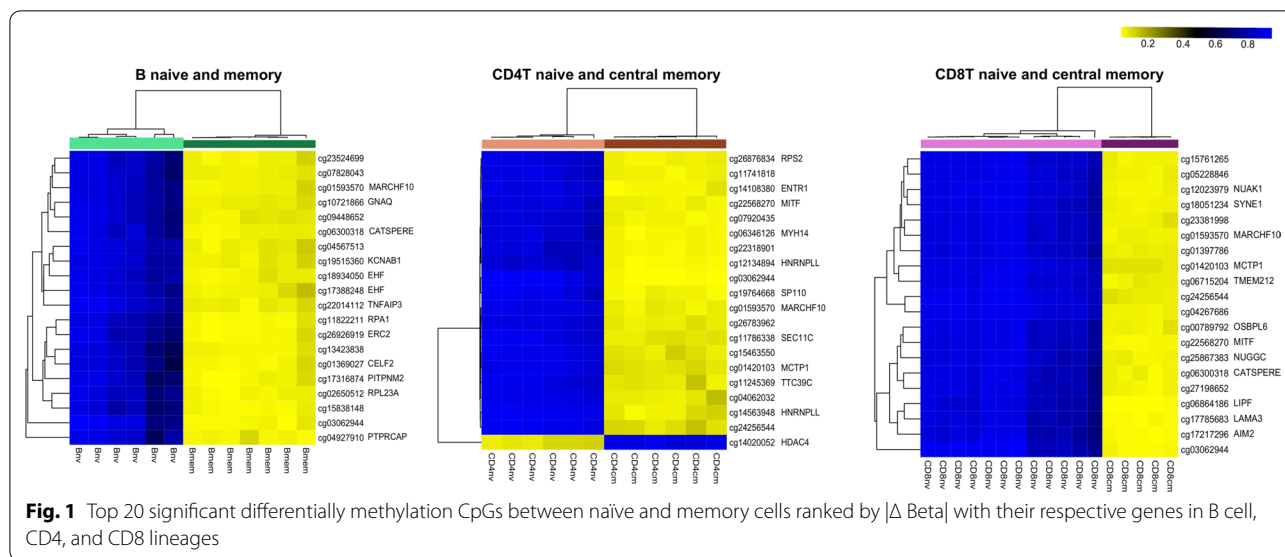 0.2 0.4 0.6 0.8
B naive and memory
cg23524699
cg07828043
cg01593570 MARCHF10
cg10721866 GNAQ
cg09448652
cg06300318 CATSPERE
cg04567513
cg19515360 KCNAB1
cg18934050 EHF
cg17388248 EHF
cg22014112 TNFAIP3
cg11822211 RPA1
cg26926919 ERC2
cg13423838
cg01369027 CELF2
cg17316874 PITPNM2
cg02650512 RPL23A
cg15838148
cg03062944
cg04927910 PTPRCAP
Bnv Bnv Bnv Bnv Bnv Bnv Bmem Bmem Bmem Bmem Bmem Bmem Bmem
CD4T naive and central memory
cg26876834 RPS2
cg11741818
cg14108380 ENTR1
cg22568270 MITF
cg07920435
cg06346126 MYH14
cg22318901
cg12134894 HNRNPLL
cg03062944
cg19764668 SP110
cg01593570 MARCHF10
cg26783962
cg11786338 SEC11C
cg15463550
cg01420103 MCTP1
cg11245369 TTC39C
cg04062032
cg14563948 HNRNPLL
cg24256544
cg14020052 HDAC4
CD4nv CD4nv CD4nv CD4nv CD4nv CD4nv CD4cm CD4cm CD4cm CD4cm CD4cm CD4cm
CD8T naive and central memory
cg15761265
cg05228846
cg12023979 NUAK1
cg18051234 SYNE1
cg23381998
cg01593570 MARCHF10
cg01397786
cg01420103 MCTP1
cg06715204 TMEM212
cg24256544
cg04267686
cg00789792 OSBPL6
cg22568270 MITF
cg25867383 NUGGC
cg06300318 CATSPERE
cg27198652
cg06864186 LIPF
cg17785683 LAMA3
cg17217296 AIM2
cg03062944
CD8nv CD8nv CD8nv CD8nv CD8nv CD8nv CD8nv CD8nv CD8nv CD8nv CD8nv CD8nv CD8cm CD8cm CD8cm CD8cm CD8cm
Fig. 1 Top 20 significant differentially methylation CpGs between naïve and memory cells ranked by |Δ Beta| with their respective genes in B cell,
CD4, and CD8 lineages